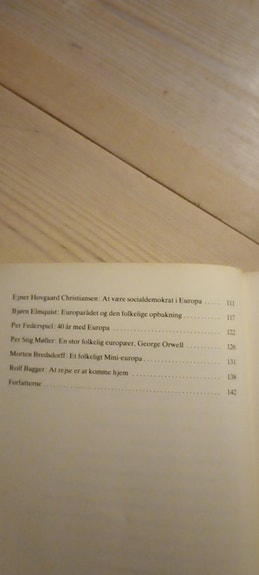 Ejner Hovgaard Christiansen: At være socialdemokrat i Europa ...... 111
Bjørn Elmquist: Europarådet og den folkelige opbakning ........... 117
Per Federspiel: 40 år med Europa ........................... 122
Per Stig Møller: En stor folkelig europæer, George Orwell ......... 126
Morten Bredsdorff: Et folkeligt Mini-europa .................... 131
Rolf Bagger: At rejse er at komme hjem ...................... 138
Forfatterne ............................................. 142